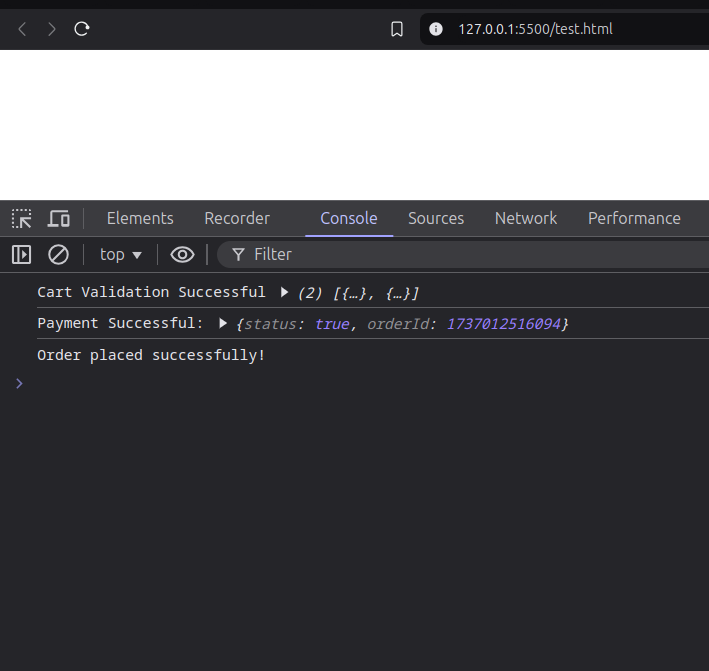 127.0.0.1:5500/test.html
Elements Recorder Console Sources Network Performance
top Filter
Cart Validation Successful (2) [{…}, {…}]
Payment Successful: {status: true, orderId: 1737012516094}
Order placed successfully!